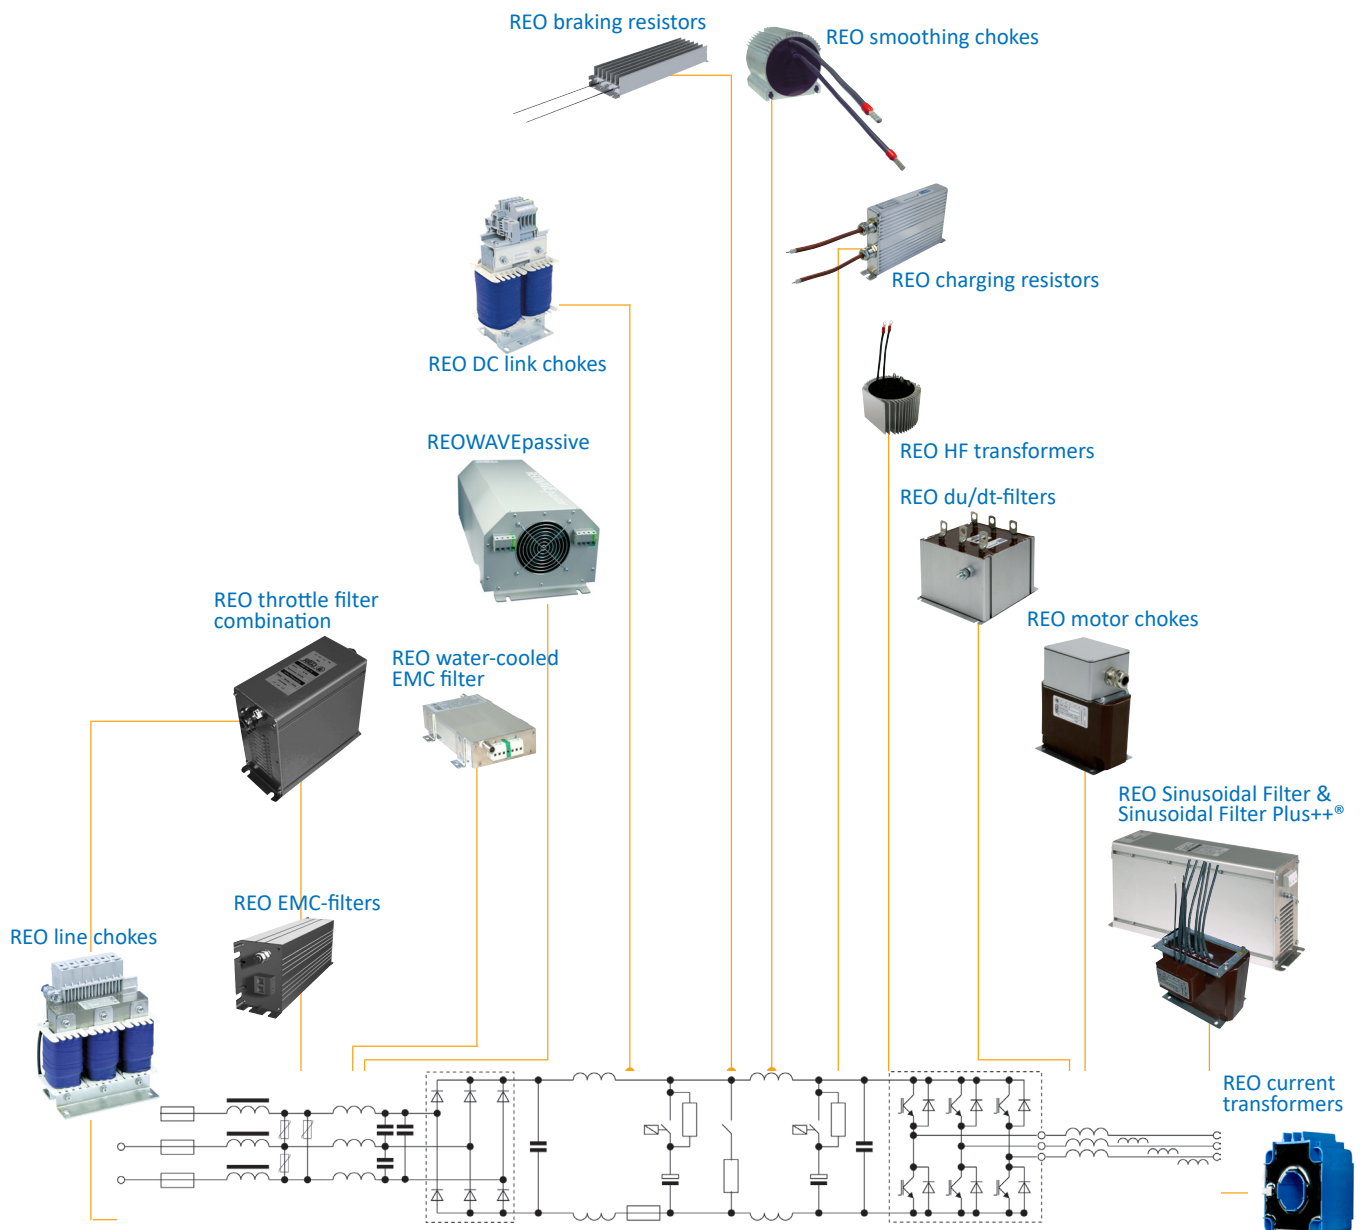 REO braking resistors
REO smoothing chokes
REO charging resistors
REO DC link chokes
REO HF transformers
REOWAVEpassive
REO du/dt-filters
REO throttle filter
combination
REO motor chokes
REO water-cooled
EMC filter
REO Sinusoidal Filter &
Sinusoidal Filter Plus++®
REO EMC-filters
REO line chokes
REO current
transformers